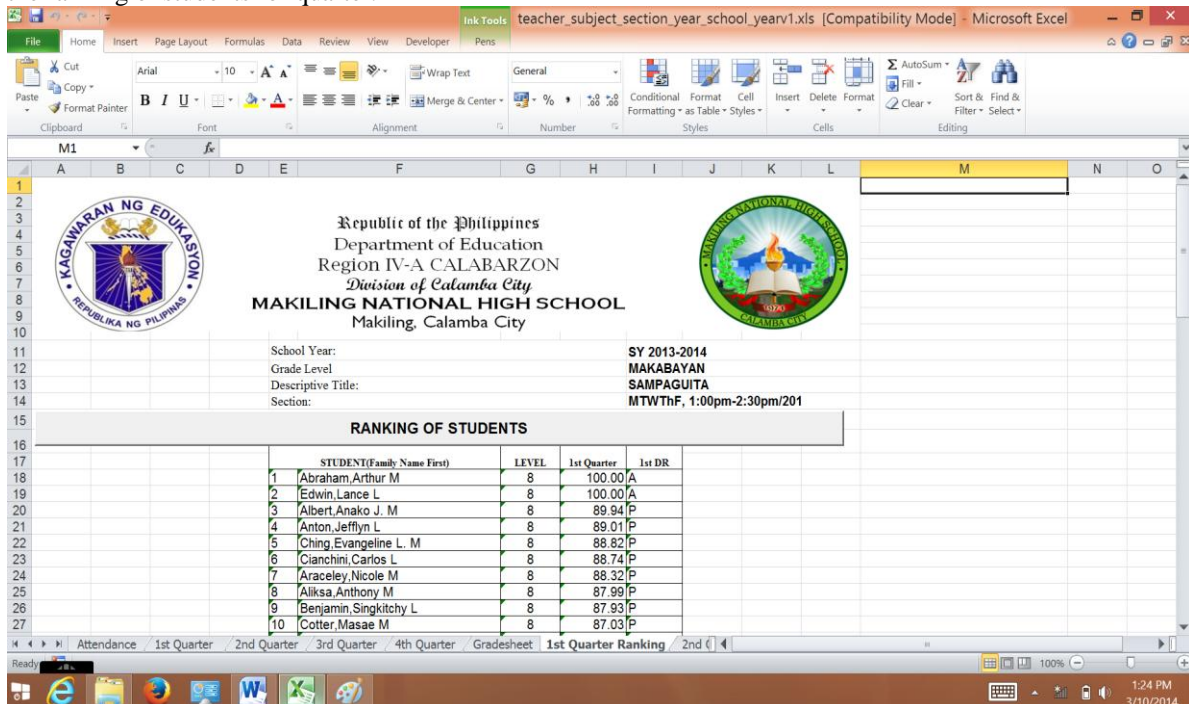 Ink Tools teacher_subject_section_year_school_yearv1.xls [Compatibility Mode] - Microsoft Excel
File Home Insert Page Layout Formulas Data Review View Developer Pens
Paste Cut Copy Format Painter
Arial 10 Wrap Text General AutoSum
B I U Merge & Center % Conditional Formatting Format as Table Cell Styles Insert Delete Format Fill Clear Sort & Filter Find & Select
Clipboard Font Alignment Number Styles Cells Editing
M1 fx
A B C D E F G H I J K L M N O
KAGAWARAN NG EDUKASYON
REPUBLIKA NG PILIPINAS
Republic of the Philippines
Department of Education
Region IV-A CALABARZON
Division of Calamba City
MAKILING NATIONAL HIGH SCHOOL
Makiling, Calamba City
MAKILING NATIONAL HIGH SCHOOL
CALAMBA CITY
School Year: SY 2013-2014
Grade Level MAKABAYAN
Descriptive Title: SAMPAGUITA
Section: MTWThF, 1:00pm-2:30pm/201
RANKING OF STUDENTS
STUDENT(Family Name First) LEVEL 1st Quarter 1st DR
1 Abraham,Arthur M 8 100.00 A
2 Edwin,Lance L 8 100.00 A
3 Albert,Anako J. M 8 89.94 P
4 Anton,Jefflyn L 8 89.01 P
5 Ching,Evangeline L. M 8 88.82 P
6 Cianchini,Carlos L 8 88.74 P
7 Araceley,Nicole M 8 88.32 P
8 Aliksa,Anthony M 8 87.99 P
9 Benjamin,Singkitchy L 8 87.93 P
10 Cotter,Masae M 8 87.03 P
Attendance 1st Quarter 2nd Quarter 3rd Quarter 4th Quarter Gradesheet 1st Quarter Ranking 2nd
Ready 100%
1:24 PM
3/10/2014